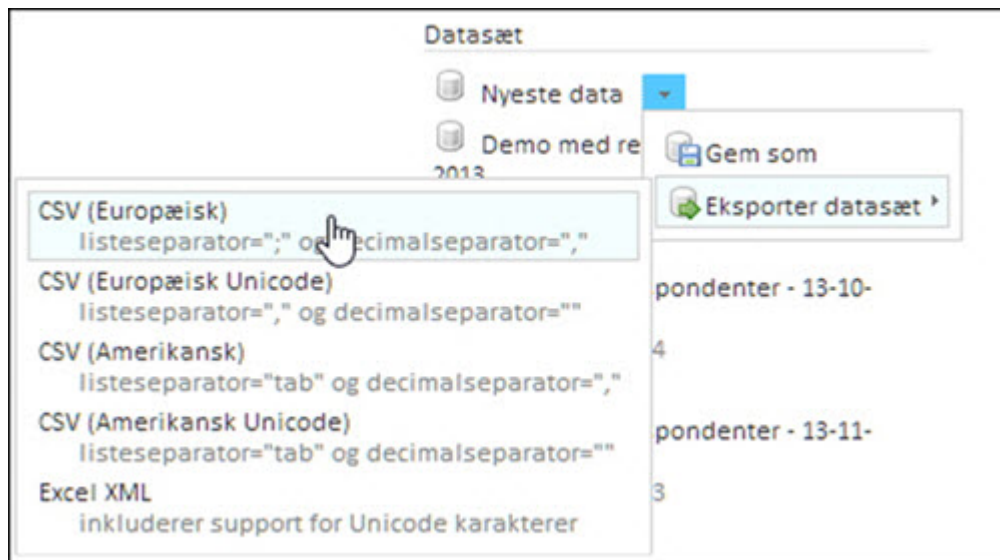 Datasæt
Nyeste data
Demo med re
2013
Gem som
Eksporter datasæt
CSV (Europæisk)
listeseparator=";" og decimalseparator=","
CSV (Europæisk Unicode)
listeseparator="," og decimalseparator=""
CSV (Amerikansk)
listeseparator="tab" og decimalseparator=","
CSV (Amerikansk Unicode)
listeseparator="tab" og decimalseparator=""
Excel XML
inkluderer support for Unicode karakterer
pondenter - 13-10-
4
pondenter - 13-11-
3